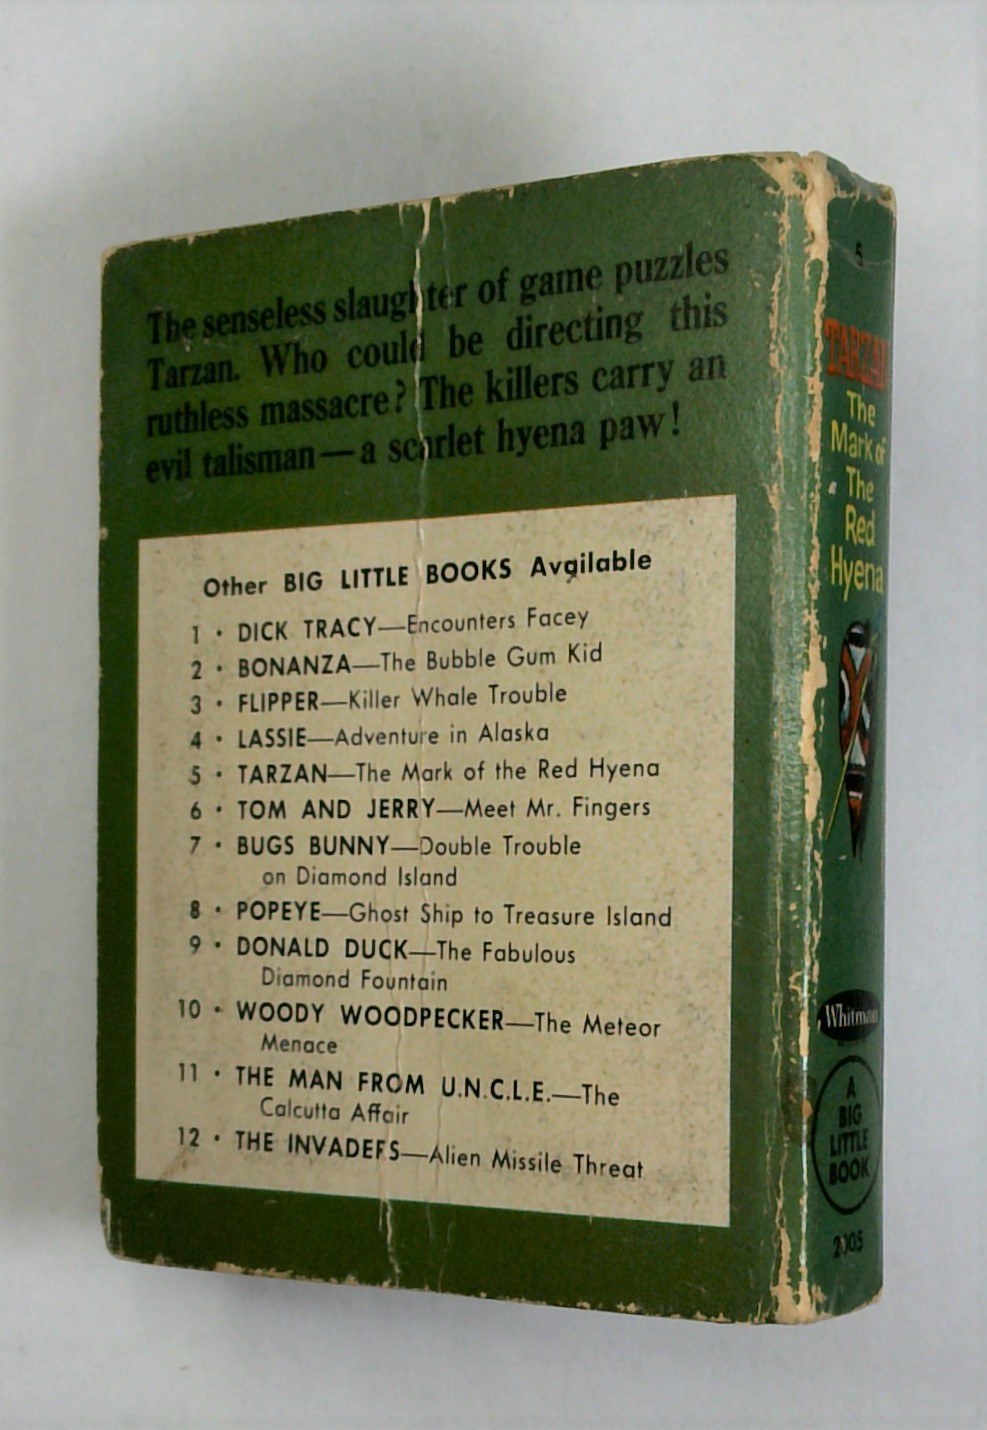 The senseless slaughter of game puzzles
Tarzan. Who could be directing this
ruthless massacre? The killers carry an
evil talisman—a scarlet hyena paw!
Other BIG LITTLE BOOKS Available
1 • DICK TRACY—Encounters Facey
2 • BONANZA—The Bubble Gum Kid
3 • FLIPPER—Killer Whale Trouble
4 • LASSIE—Adventure in Alaska
5 • TARZAN—The Mark of the Red Hyena
6 • TOM AND JERRY—Meet Mr. Fingers
7 • BUGS BUNNY—Double Trouble
on Diamond Island
8 • POPEYE—Ghost Ship to Treasure Island
9 • DONALD DUCK—The Fabulous
Diamond Fountain
10 • WOODY WOODPECKER—The Meteor
Menace
11 • THE MAN FROM U.N.C.L.E.—The
Calcutta Affair
12 • THE INVADERS—Alien Missile Threat
5
TARZAN
The
Mark of
The
Red
Hyena
Whitman
A
BIG
LITTLE
BOOK
2005